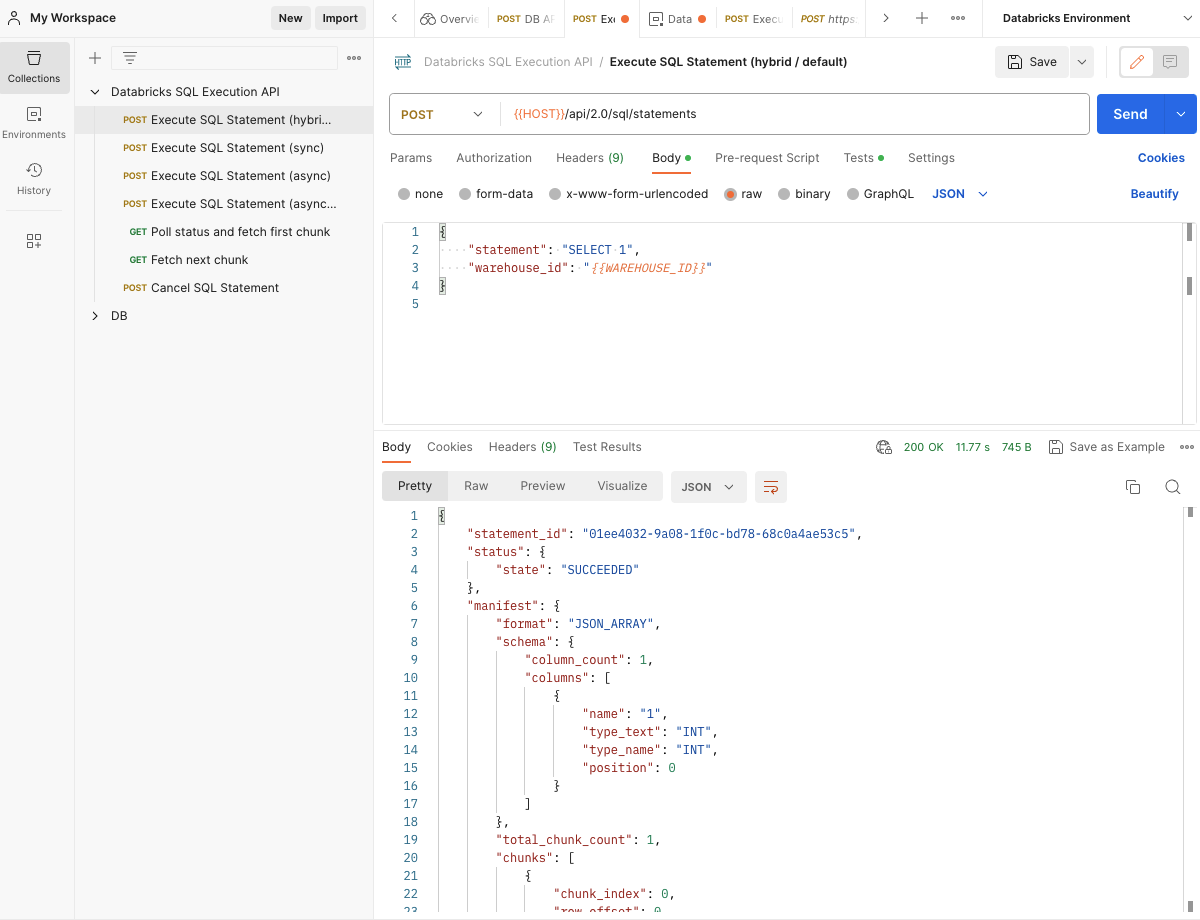 My Workspace
New
Import
Overvie
POST DB AP
POST Exe
Data
POST Execu
POST https:
Databricks Environment
Collections
Environments
History
Databricks SQL Execution API
POST Execute SQL Statement (hybri...
POST Execute SQL Statement (sync)
POST Execute SQL Statement (async)
POST Execute SQL Statement (async...
GET Poll status and fetch first chunk
GET Fetch next chunk
POST Cancel SQL Statement
DB
HTTP Databricks SQL Execution API / Execute SQL Statement (hybrid / default)
Save
POST {{HOST}}/api/2.0/sql/statements
Send
Params Authorization Headers (9) Body Pre-request Script Tests Settings
Cookies
none form-data x-www-form-urlencoded raw binary GraphQL JSON
Beautify
1 {
2 "statement": "SELECT 1",
3 "warehouse_id": "{{WAREHOUSE_ID}}"
4 }
5
Body Cookies Headers (9) Test Results
200 OK 11.77 s 745 B Save as Example
Pretty Raw Preview Visualize JSON
1 {
2 "statement_id": "01ee4032-9a08-1f0c-bd78-68c0a4ae53c5",
3 "status": {
4 "state": "SUCCEEDED"
5 },
6 "manifest": {
7 "format": "JSON_ARRAY",
8 "schema": {
9 "column_count": 1,
10 "columns": [
11 {
12 "name": "1",
13 "type_text": "INT",
14 "type_name": "INT",
15 "position": 0
16 }
17 ]
18 },
19 "total_chunk_count": 1,
20 "chunks": [
21 {
22 "chunk_index": 0,
23 "row_offset": 0